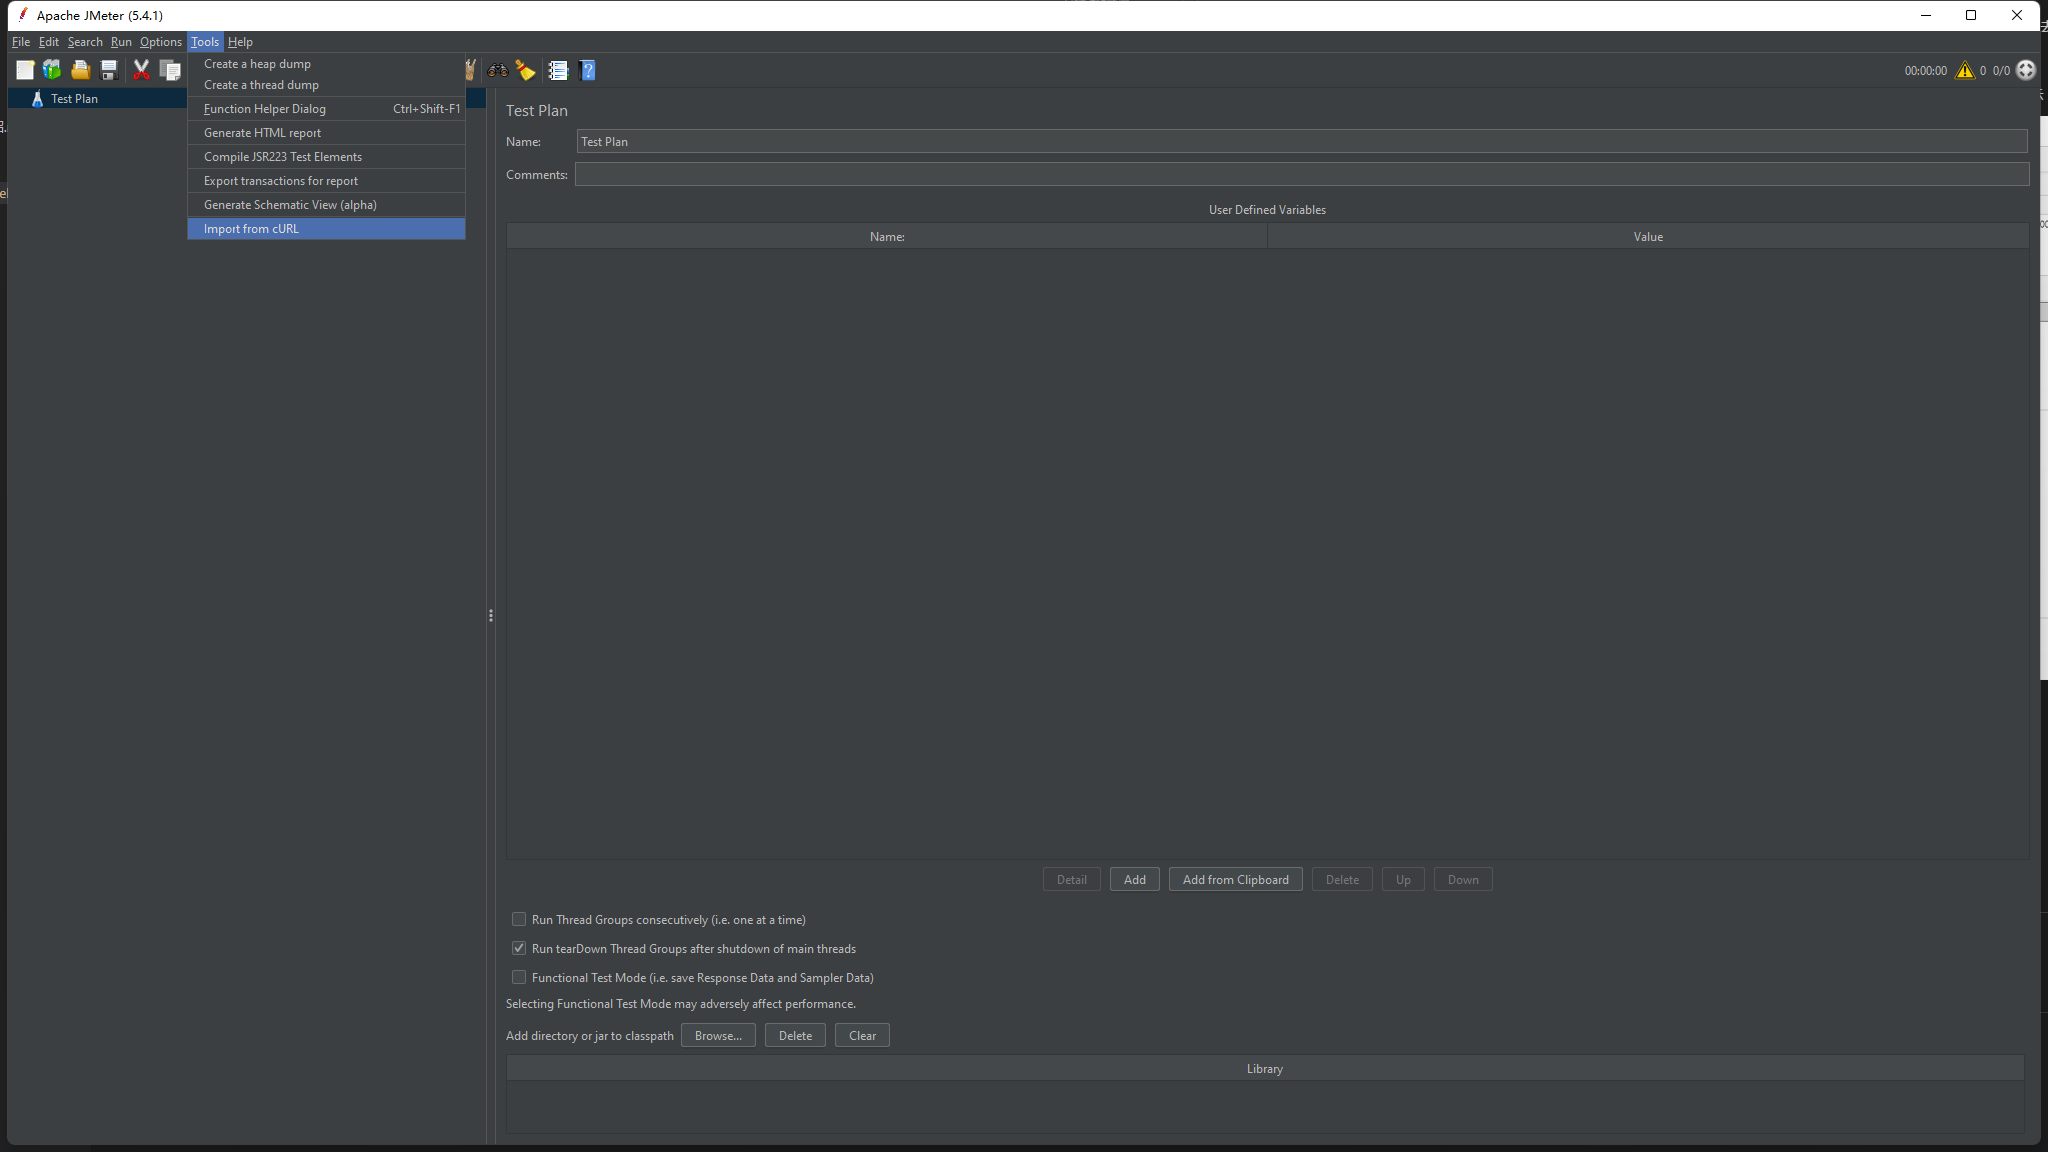 Apache JMeter (5.4.1)
File Edit Search Run Options Tools Help
Create a heap dump
Create a thread dump
Function Helper Dialog Ctrl+Shift-F1
Generate HTML report
Compile JSR223 Test Elements
Export transactions for report
Generate Schematic View (alpha)
Import from cURL
00:00:00 0 0/0
Test Plan
Test Plan
Name: Test Plan
Comments:
User Defined Variables
Name: Value
Detail Add Add from Clipboard Delete Up Down
Run Thread Groups consecutively (i.e. one at a time)
Run tearDown Thread Groups after shutdown of main threads
Functional Test Mode (i.e. save Response Data and Sampler Data)
Selecting Functional Test Mode may adversely affect performance.
Add directory or jar to classpath Browse... Delete Clear
Library